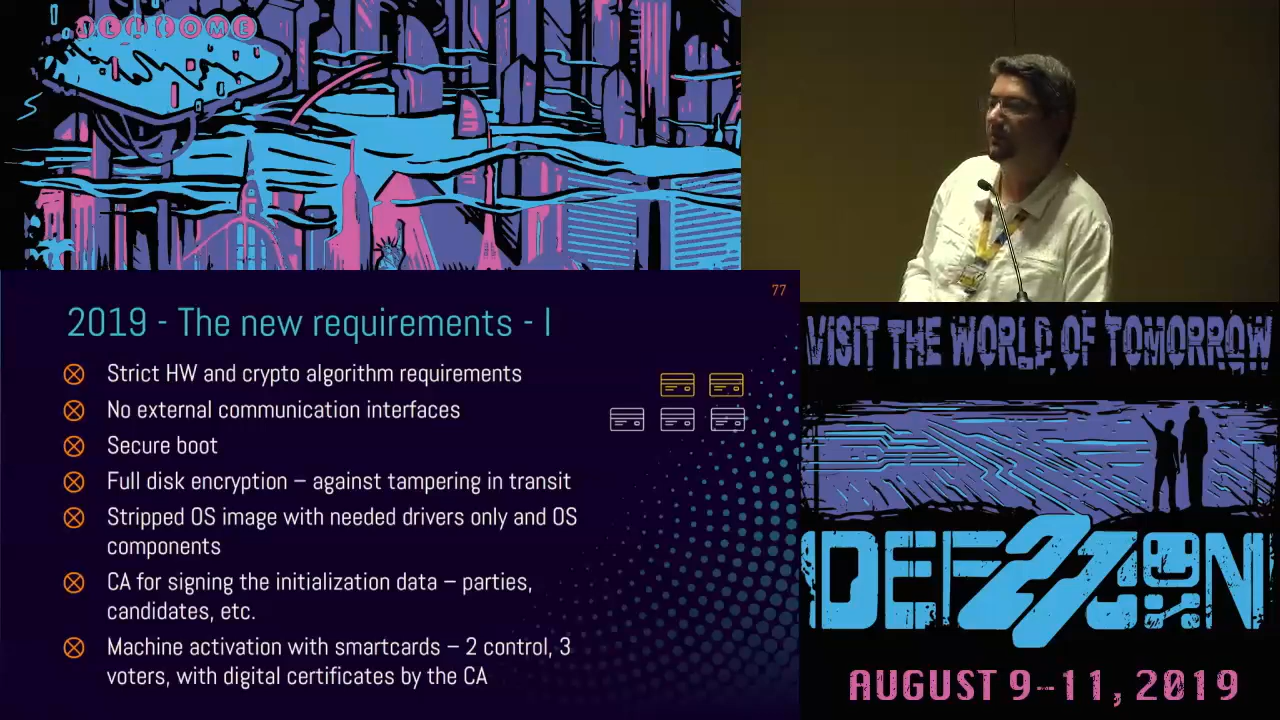 WELCOME
77
2019 - The new requirements - I
Strict HW and crypto algorithm requirements
No external communication interfaces
Secure boot
Full disk encryption – against tampering in transit
Stripped OS image with needed drivers only and OS
components
CA for signing the initialization data – parties,
candidates, etc.
Machine activation with smartcards – 2 control, 3
voters, with digital certificates by the CA
VISIT THE WORLD OF TOMORROW
DEF 27 CON
AUGUST 9-11, 2019